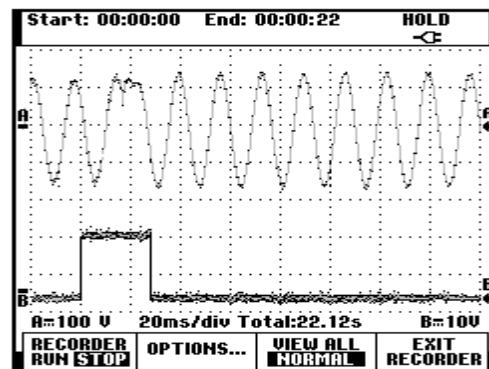 Start: 00:00:00 End: 00:00:22 HOLD
A A
B B
A=100 V 20ms/div Total:22.12s B=10V
RECORDER RUN STOP OPTIONS... VIEW ALL NORMAL EXIT RECORDER